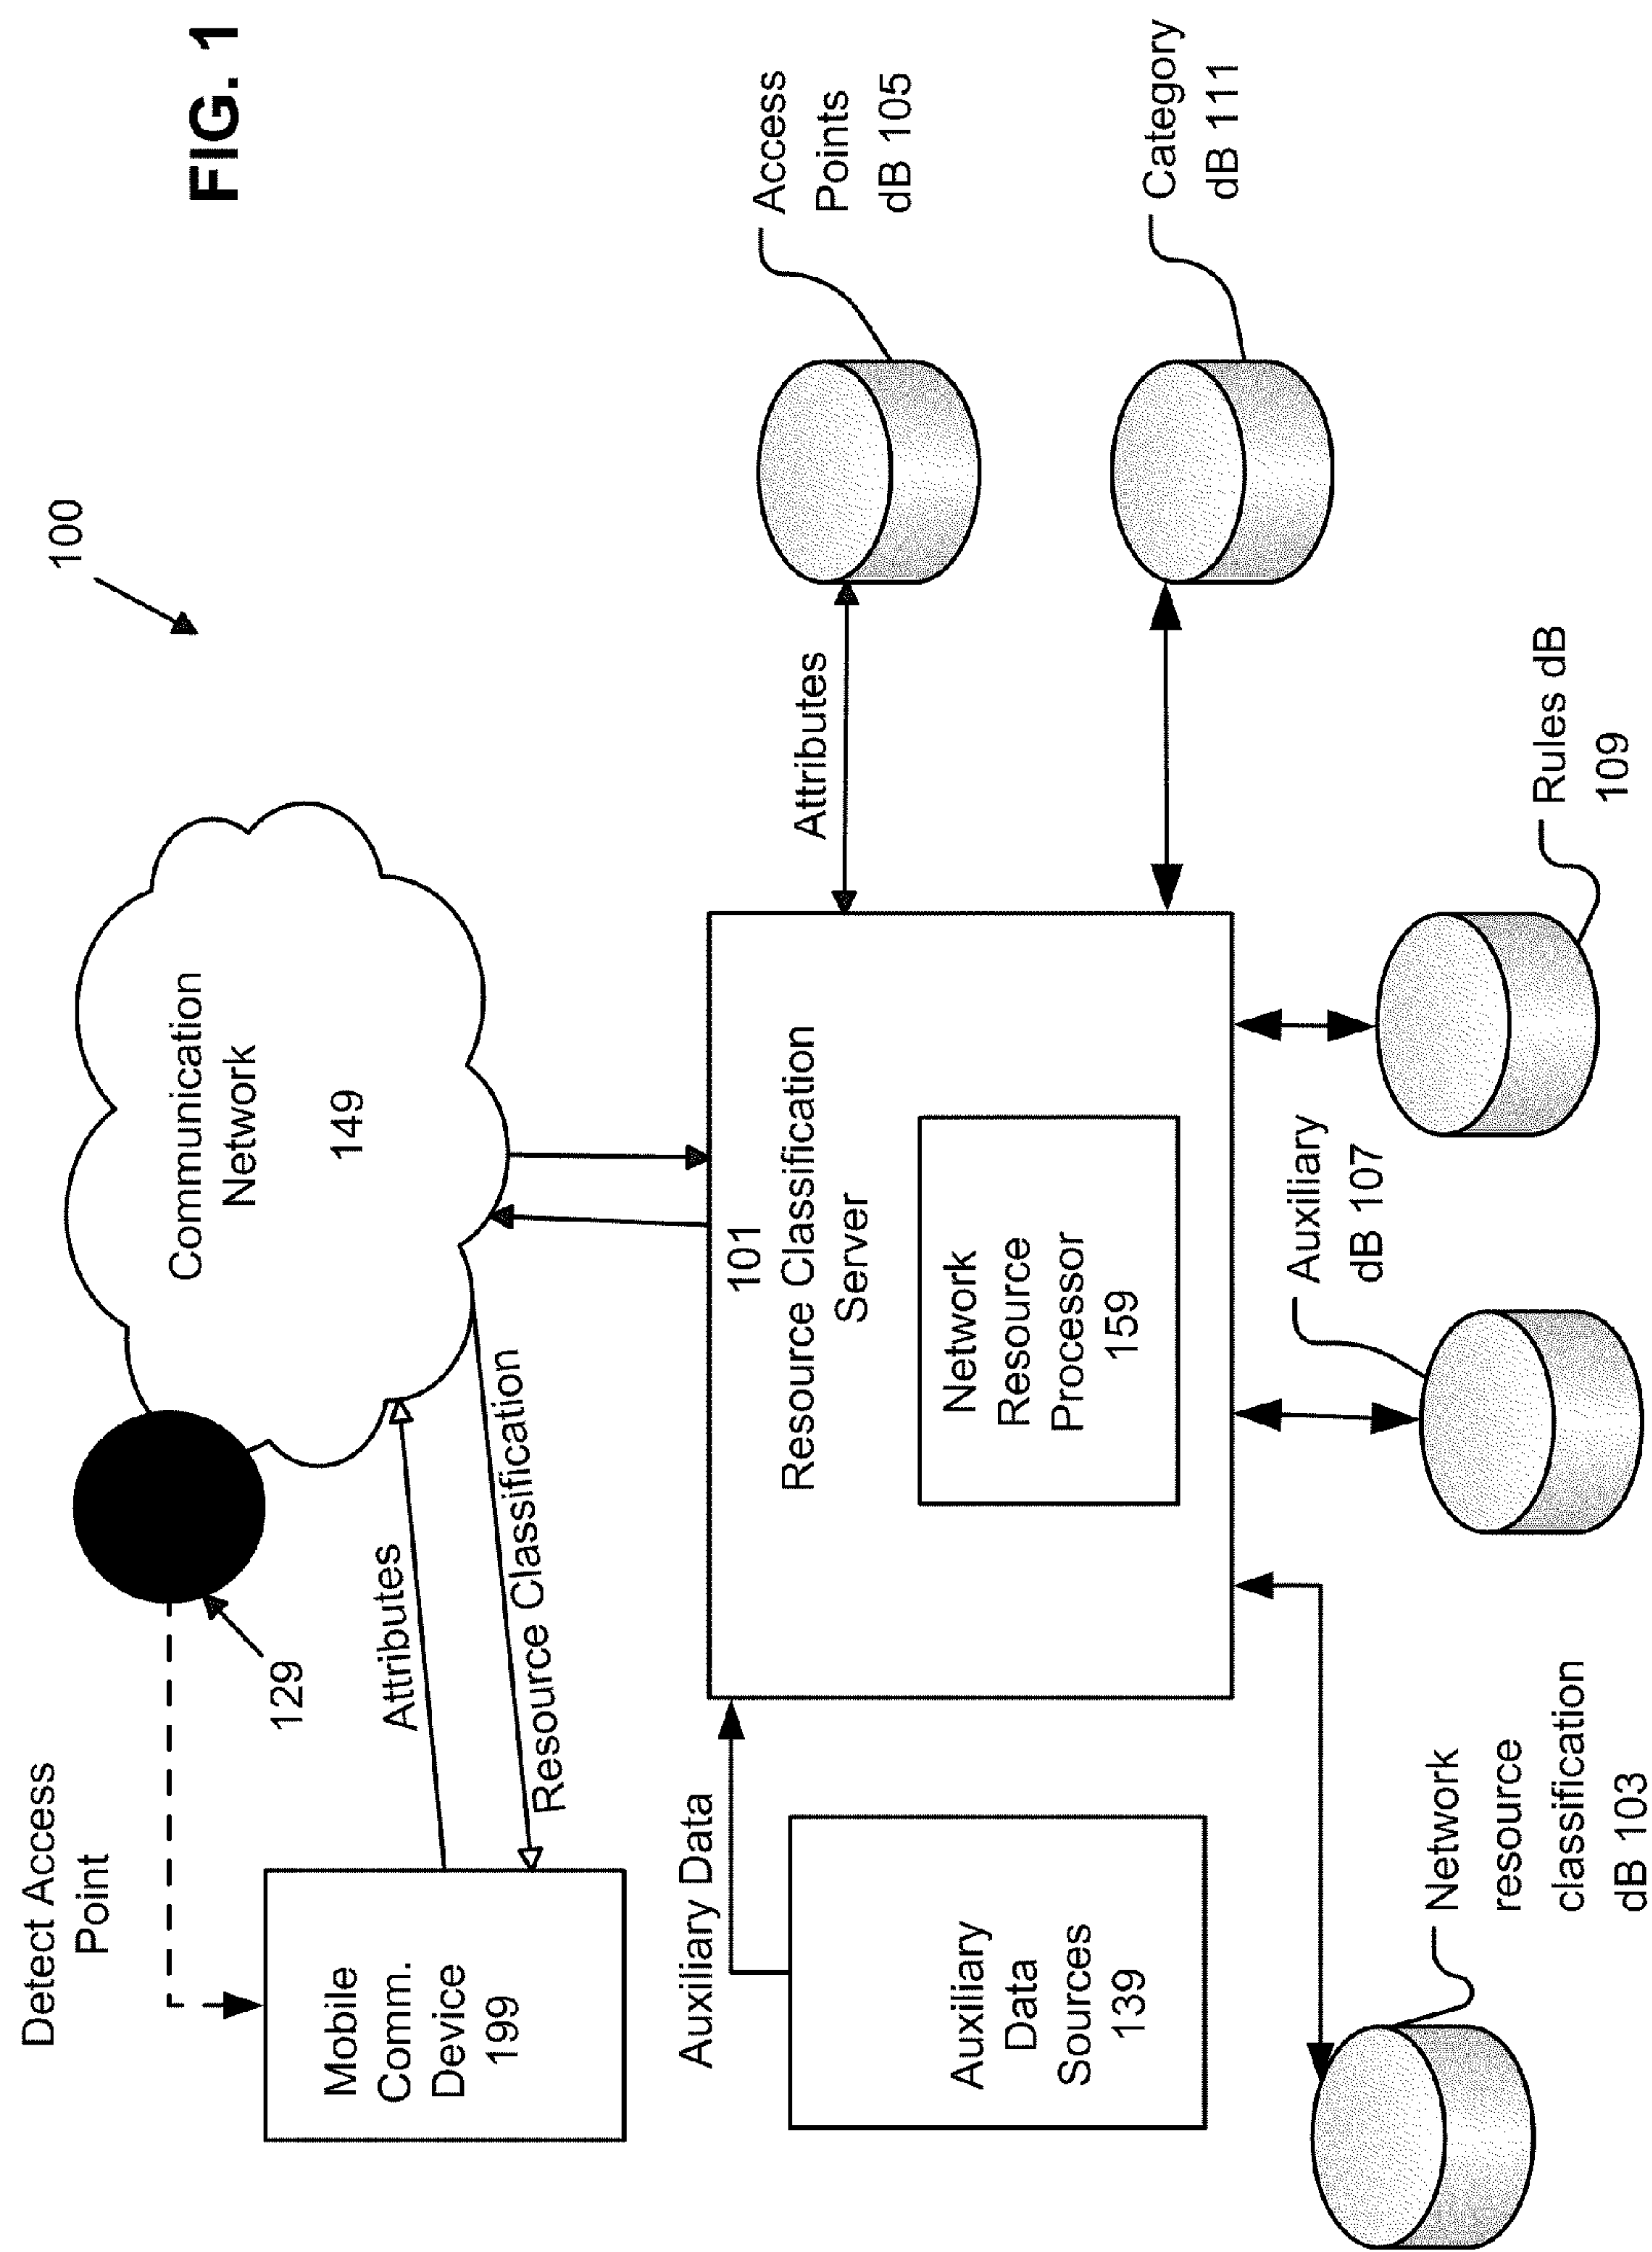 FIG. 1
100
Detect Access
Point
129
Communication
Network
149
Mobile
Comm.
Device
199
Attributes
Resource Classification
Auxiliary Data
101
Resource Classification
Server
Attributes
Access
Points
dB 105
Auxiliary
Data
Sources
139
Network
Resource
Processor
159
Category
dB 111
Network
resource
classification
dB 103
Auxiliary
dB 107
Rules dB
109